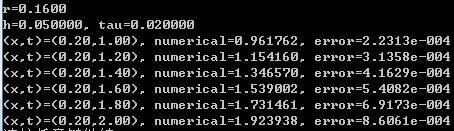 r=0.1600
h=0.050000, tau=0.020000
(x,t)=(0.20,1.00), numerical=0.961762, error=2.2313e-004
(x,t)=(0.20,1.20), numerical=1.154160, error=3.1358e-004
(x,t)=(0.20,1.40), numerical=1.346570, error=4.1629e-004
(x,t)=(0.20,1.60), numerical=1.539002, error=5.4082e-004
(x,t)=(0.20,1.80), numerical=1.731461, error=6.9173e-004
(x,t)=(0.20,2.00), numerical=1.923938, error=8.6061e-004